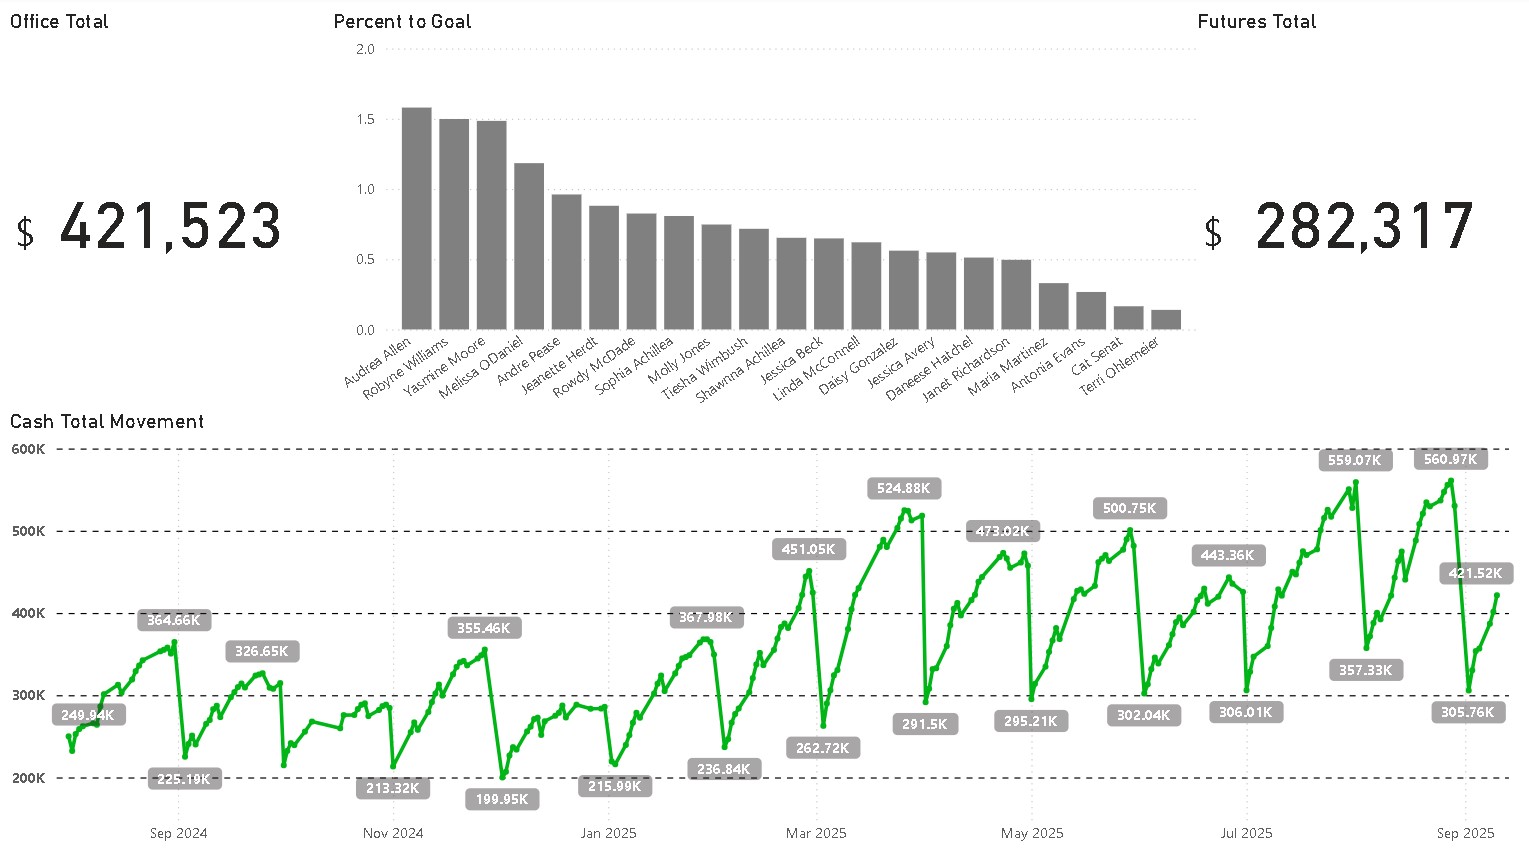 Office Total
$ 421,523
Percent to Goal
2.0
1.5
1.0
0.5
0.0
Audrea Allen
Robyne Williams
Yasmine Moore
Melissa ODaniel
Andre Pease
Jeanette Herdt
Rowdy McDade
Sophia Achillea
Molly Jones
Tiesha Wimbush
Shawnna Achillea
Jessica Beck
Linda McConnell
Daisy Gonzalez
Jessica Avery
Daneese Hatchel
Janet Richardson
Maria Martinez
Antonia Evans
Cat Senat
Terri Ohlemeier
Futures Total
$ 282,317
Cash Total Movement
600K
500K
400K
300K
200K
249.94K
364.66K
225.19K
326.65K
213.32K
355.46K
199.95K
215.99K
367.98K
236.84K
451.05K
262.72K
524.88K
291.5K
473.02K
295.21K
500.75K
302.04K
443.36K
306.01K
559.07K
357.33K
560.97K
421.52K
305.76K
Sep 2024
Nov 2024
Jan 2025
Mar 2025
May 2025
Jul 2025
Sep 2025